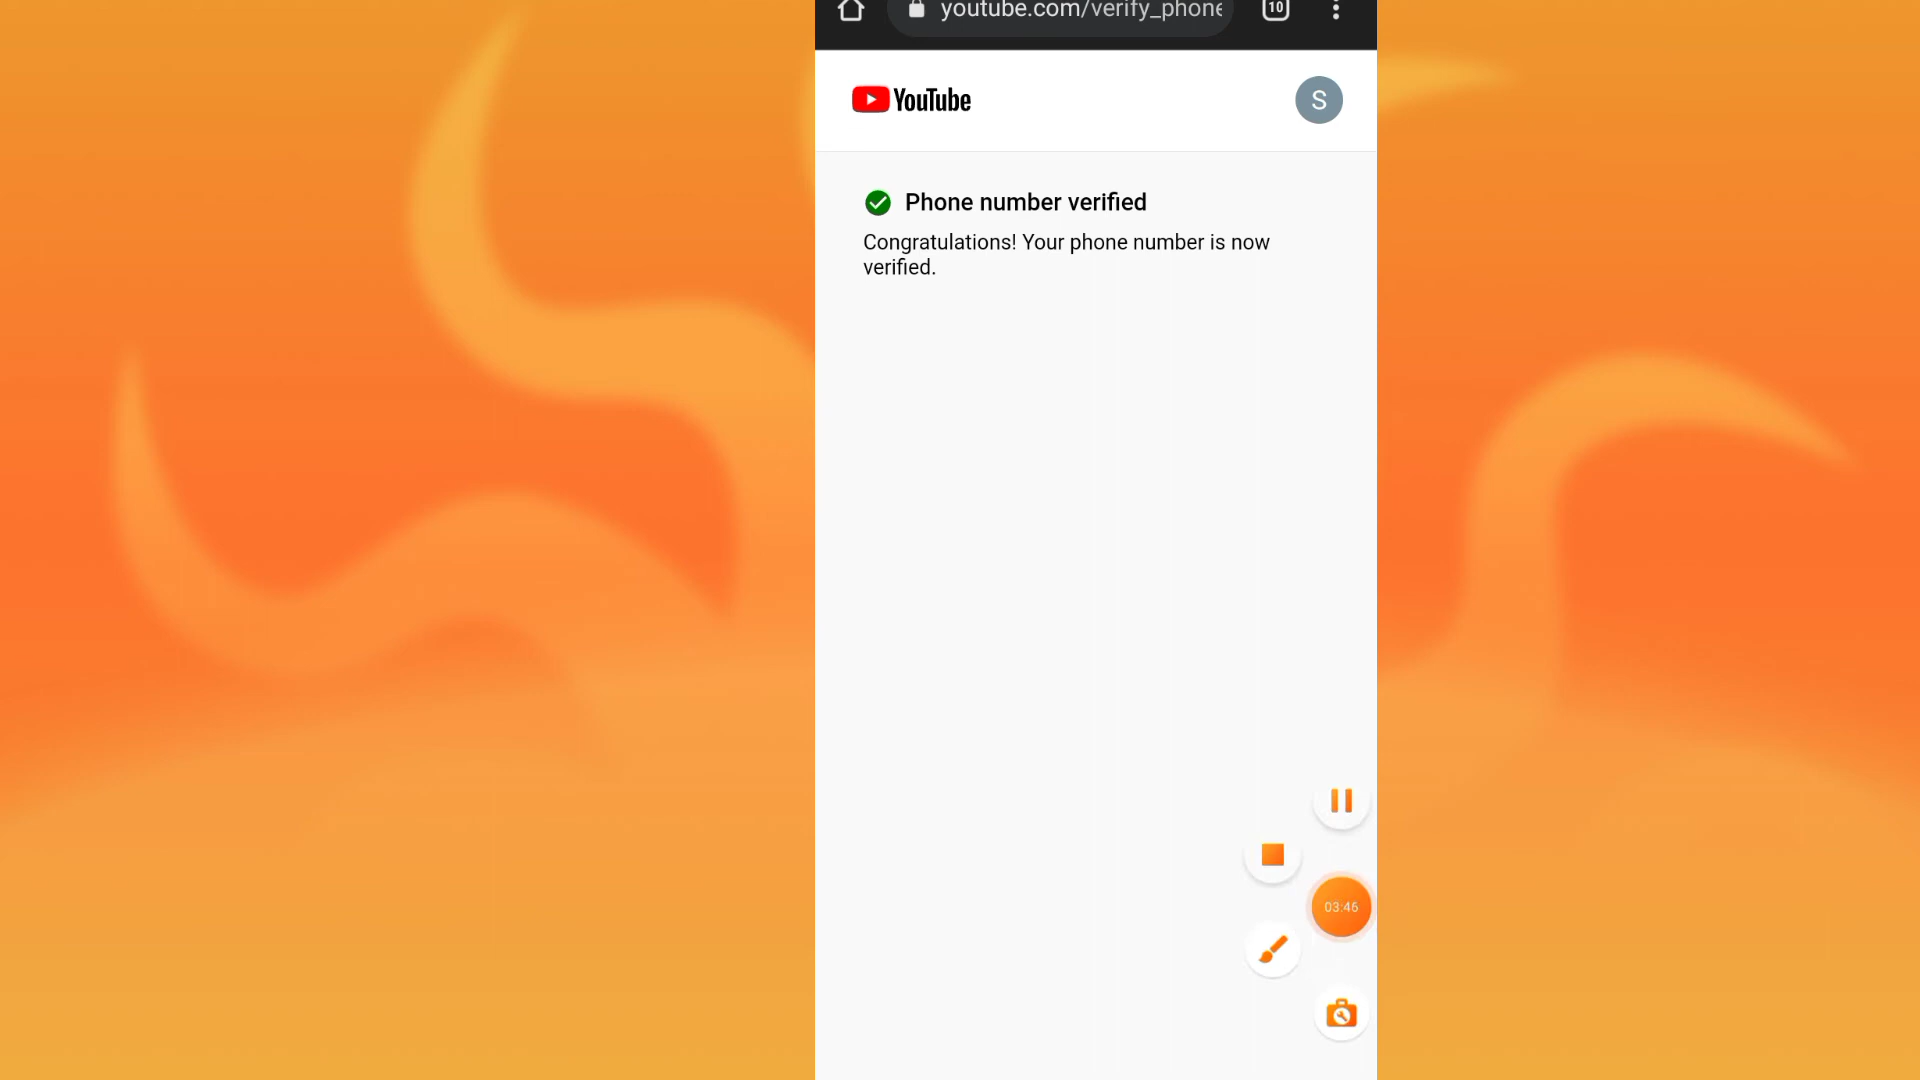 youtube.com/verify_phone
10
YouTube
S
Phone number verified
Congratulations! Your phone number is now
verified.
03:46